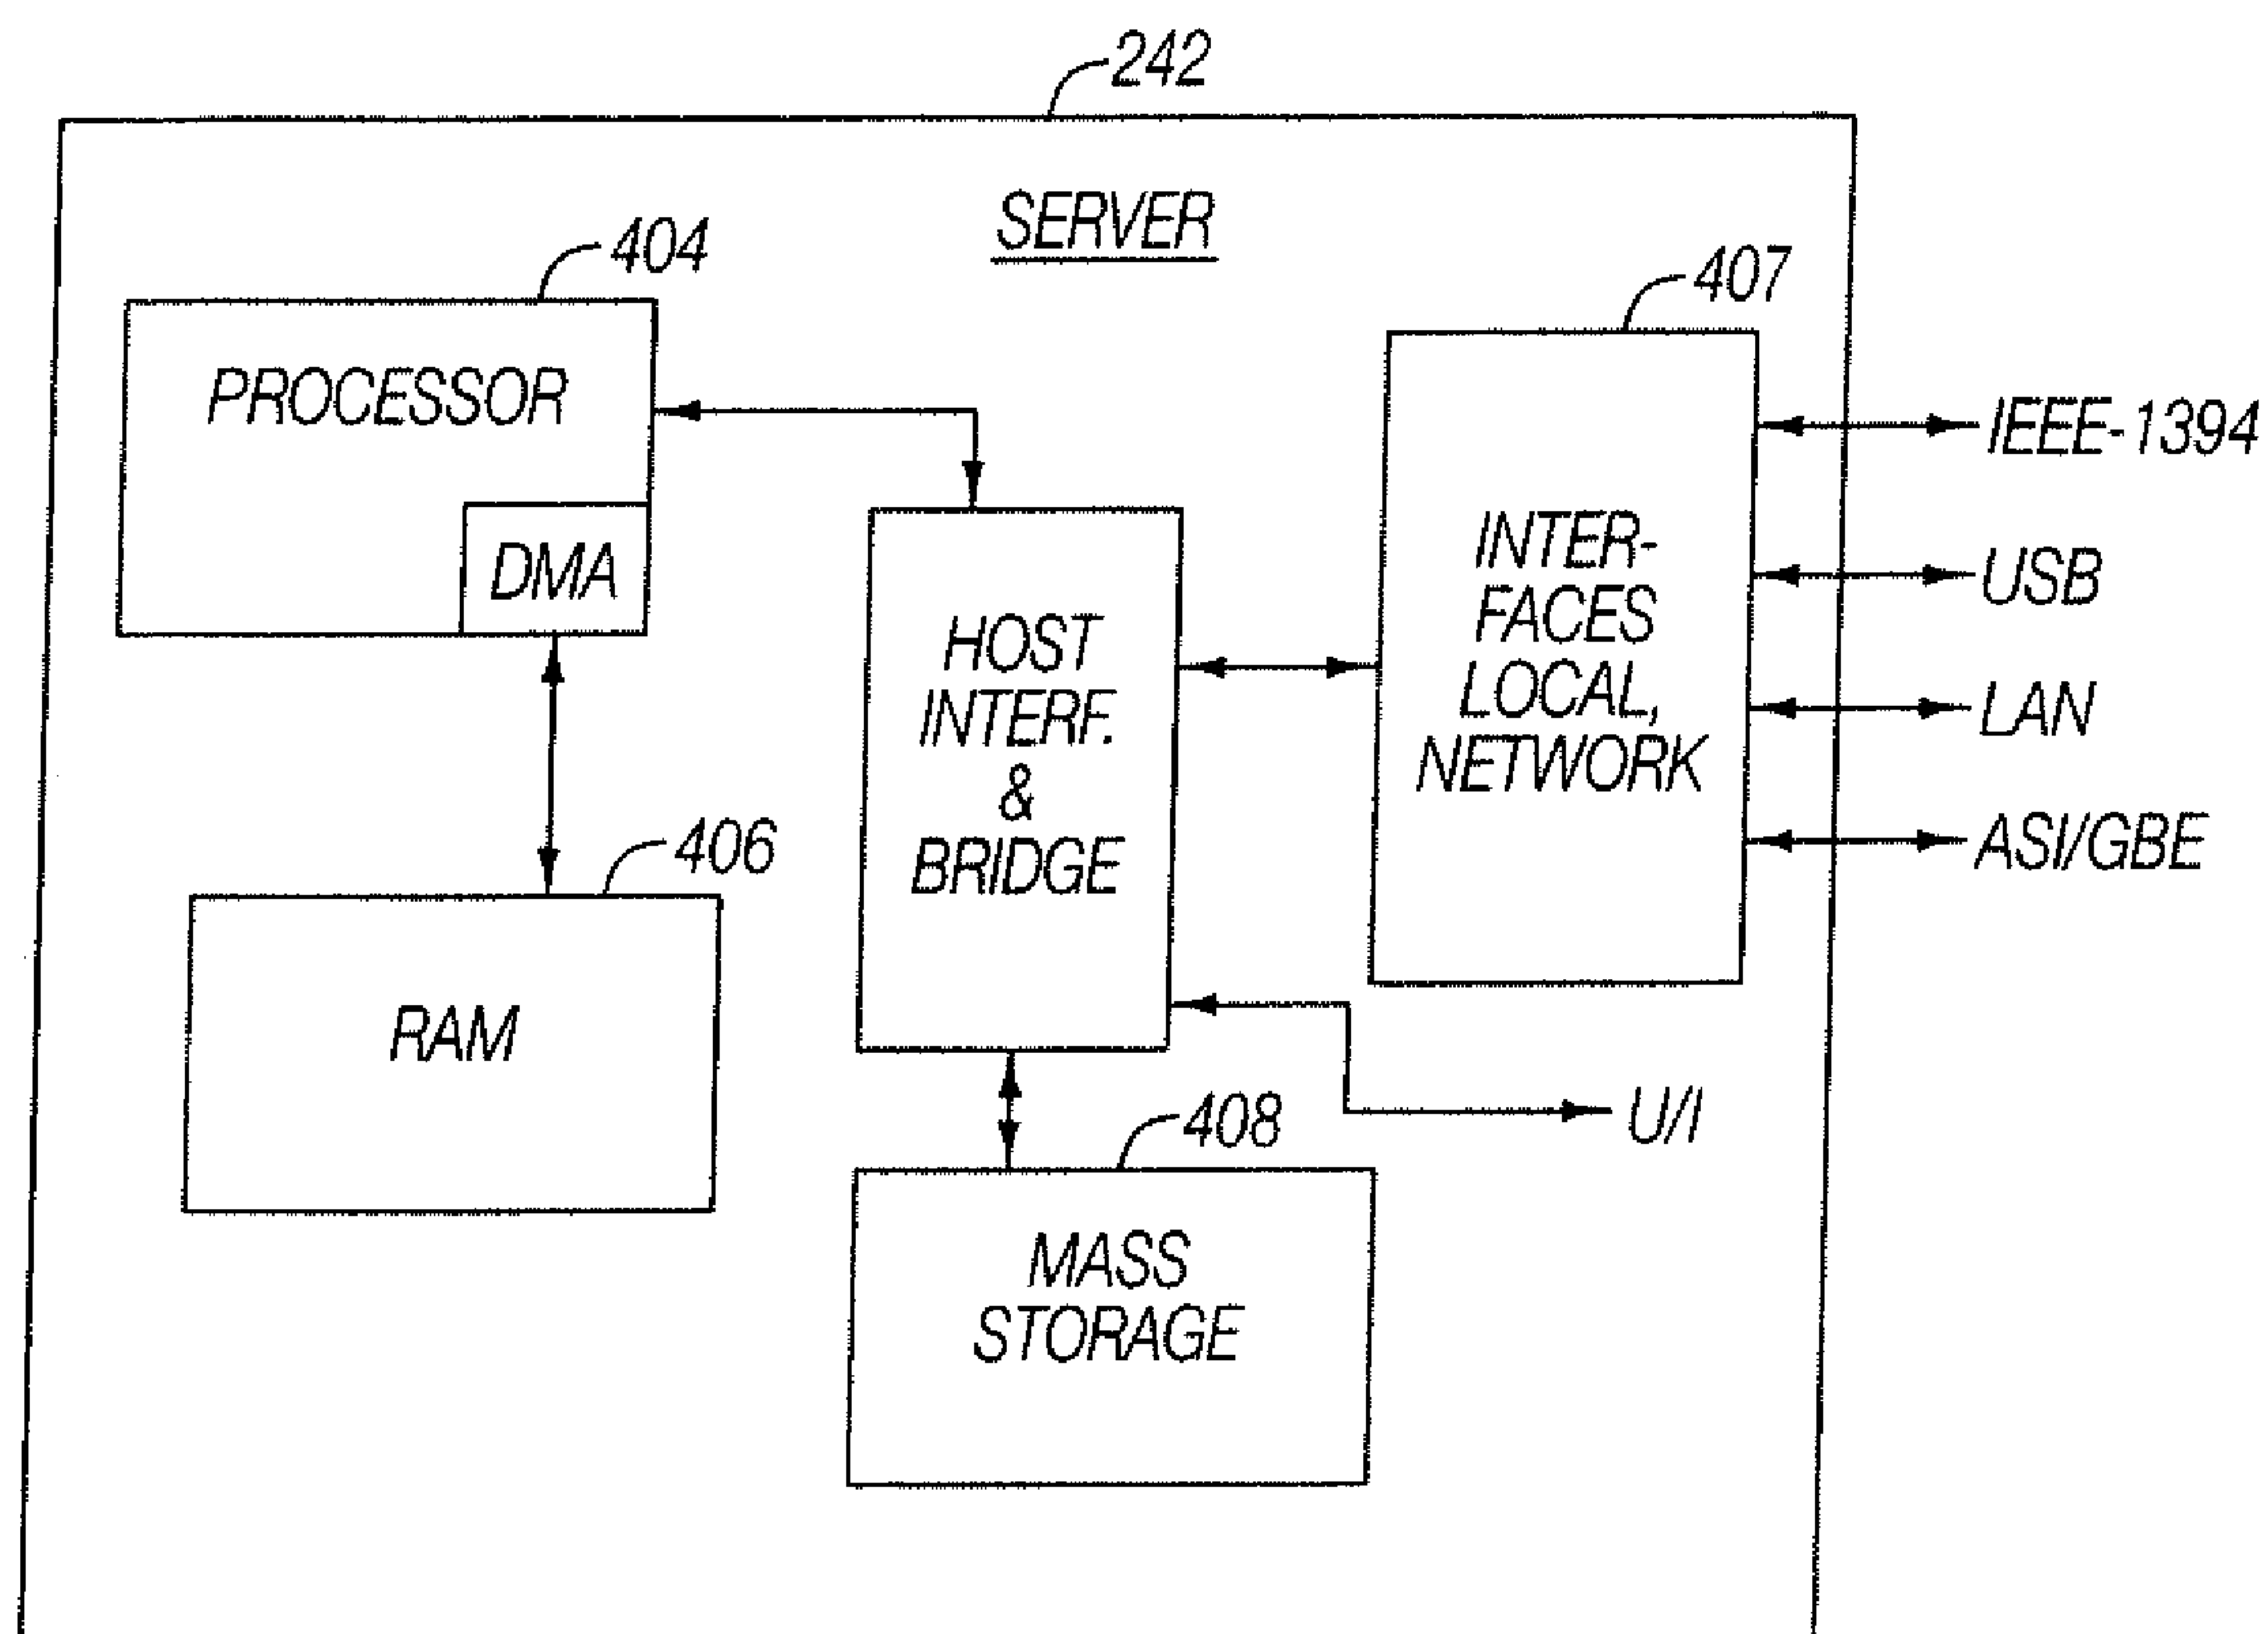 242
SERVER
404
PROCESSOR
DMA
407
INTER-
FACES
LOCAL,
NETWORK
IEEE-1394
USB
LAN
ASI/GBE
HOST
INTERF.
&
BRIDGE
406
RAM
U/I
408
MASS
STORAGE